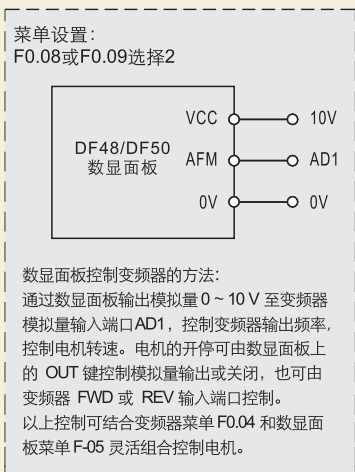 菜单设置：
F0.08或F0.09选择2
VCC 10V
DF48/DF50 AFM AD1
数显面板
0V 0V
数显面板控制变频器的方法：
通过数显面板输出模拟量0 ~ 10 V 至变频器
模拟量输入端口AD1，控制变频器输出频率，
控制电机转速。电机的开停可由数显面板上
的 OUT 键控制模拟量输出或关闭，也可由
变频器 FWD 或 REV 输入端口控制。
以上控制可结合变频器菜单 F0.04 和数显面
板菜单 F-05 灵活组合控制电机。